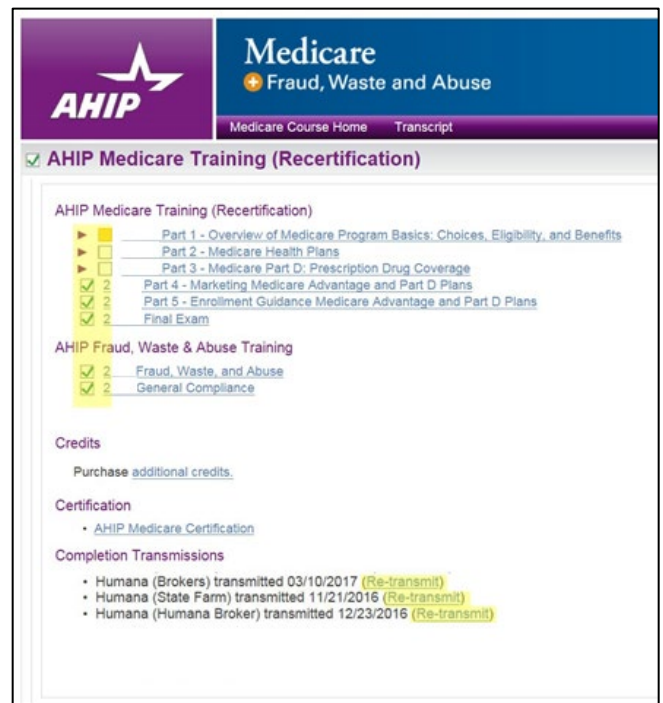 AHIP
Medicare
Fraud, Waste and Abuse
Medicare Course Home Transcript
AHIP Medicare Training (Recertification)
AHIP Medicare Training (Recertification)
Part 1 - Overview of Medicare Program Basics: Choices, Eligibility, and Benefits
Part 2 - Medicare Health Plans
Part 3 - Medicare Part D: Prescription Drug Coverage
2 Part 4 - Marketing Medicare Advantage and Part D Plans
2 Part 5 - Enrollment Guidance Medicare Advantage and Part D Plans
2 Final Exam
AHIP Fraud, Waste & Abuse Training
2 Fraud, Waste, and Abuse
2 General Compliance
Credits
Purchase additional credits.
Certification
• AHIP Medicare Certification
Completion Transmissions
• Humana (Brokers) transmitted 03/10/2017 (Re-transmit)
• Humana (State Farm) transmitted 11/21/2016 (Re-transmit)
• Humana (Humana Broker) transmitted 12/23/2016 (Re-transmit)